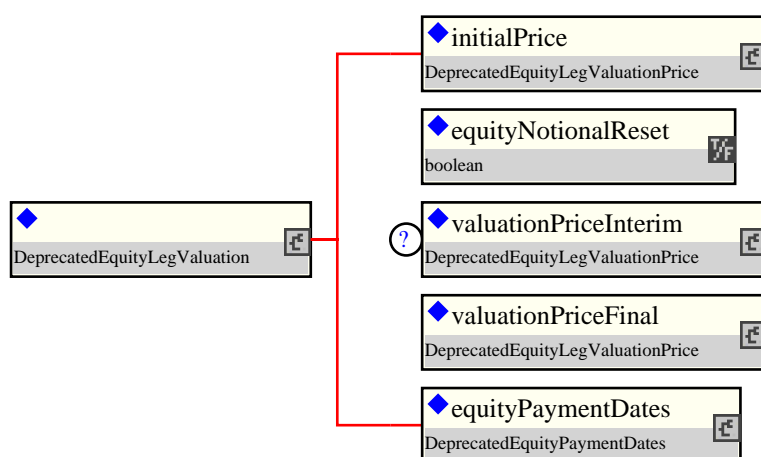 initialPrice
DeprecatedEquityLegValuationPrice
equityNotionalReset
boolean
T/F
DeprecatedEquityLegValuation
?
valuationPriceInterim
DeprecatedEquityLegValuationPrice
valuationPriceFinal
DeprecatedEquityLegValuationPrice
equityPaymentDates
DeprecatedEquityPaymentDates